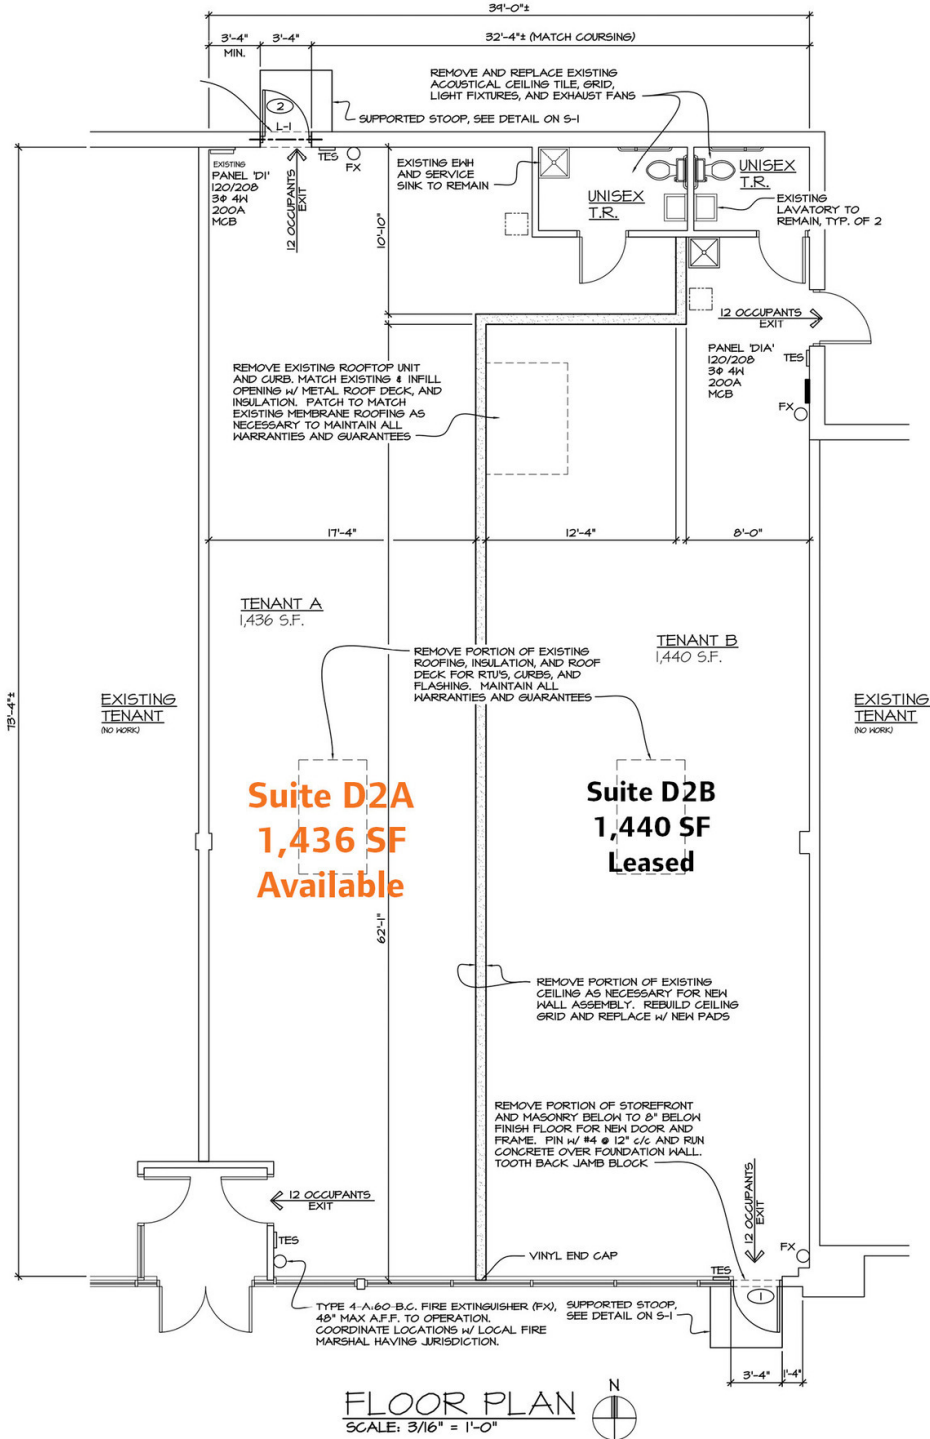 39'-0"±
3'-4"
MIN.
3'-4"
32'-4"± (MATCH COURSING)
REMOVE AND REPLACE EXISTING
ACOUSTICAL CEILING TILE, GRID,
LIGHT FIXTURES, AND EXHAUST FANS
2
L-1
SUPPORTED STOOP, SEE DETAIL ON S-1
TES
FX
EXISTING
PANEL 'D1'
120/208
3Φ 4W
200A
MCB
12 OCCUPANTS
EXIT
10'-10"
EXISTING EWH
AND SERVICE
SINK TO REMAIN
UNISEX
T.R.
UNISEX
T.R.
EXISTING
LAVATORY TO
REMAIN, TYP. OF 2
12 OCCUPANTS
EXIT
PANEL 'D1A'
120/208
3Φ 4W
200A
MCB
TES
FX
REMOVE EXISTING ROOFTOP UNIT
AND CURB. MATCH EXISTING & INFILL
OPENING W/ METAL ROOF DECK, AND
INSULATION. PATCH TO MATCH
EXISTING MEMBRANE ROOFING AS
NECESSARY TO MAINTAIN ALL
WARRANTIES AND GUARANTEES
17'-4"
12'-4"
8'-0"
TENANT A
1,436 S.F.
TENANT B
1,440 S.F.
REMOVE PORTION OF EXISTING
ROOFING, INSULATION, AND ROOF
DECK FOR RTU'S, CURBS, AND
FLASHING. MAINTAIN ALL
WARRANTIES AND GUARANTEES
73'-4"±
EXISTING
TENANT
(NO WORK)
EXISTING
TENANT
(NO WORK)
Suite D2A
1,436 SF
Available
Suite D2B
1,440 SF
Leased
62'-1"
REMOVE PORTION OF EXISTING
CEILING AS NECESSARY FOR NEW
WALL ASSEMBLY. REBUILD CEILING
GRID AND REPLACE W/ NEW PADS
REMOVE PORTION OF STOREFRONT
AND MASONRY BELOW TO 8" BELOW
FINISH FLOOR FOR NEW DOOR AND
FRAME. PIN W/ #4 @ 12" c/c AND RUN
CONCRETE OVER FOUNDATION WALL.
TOOTH BACK JAMB BLOCK
12 OCCUPANTS
EXIT
12 OCCUPANTS
EXIT
TES
FX
VINYL END CAP
TES
1
TYPE 4-A:60-B.C. FIRE EXTINGUISHER (FX),
48" MAX A.F.F. TO OPERATION.
COORDINATE LOCATIONS W/ LOCAL FIRE
MARSHAL HAVING JURISDICTION.
SUPPORTED STOOP,
SEE DETAIL ON S-1
3'-4"
1'-4"
FLOOR PLAN
SCALE: 3/16" = 1'-0"
N